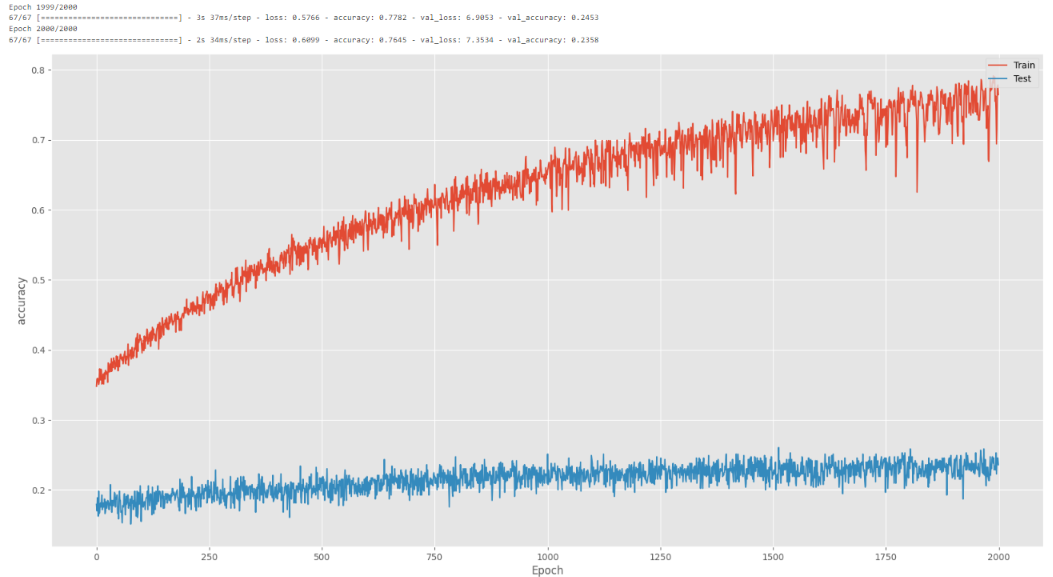 Epoch 1999/2000
67/67 [==============================] - 3s 37ms/step - loss: 0.5766 - accuracy: 0.7782 - val_loss: 6.9053 - val_accuracy: 0.2453
Epoch 2000/2000
67/67 [==============================] - 2s 34ms/step - loss: 0.6099 - accuracy: 0.7645 - val_loss: 7.3534 - val_accuracy: 0.2358
Train
Test
0.8
0.7
0.6
0.5
0.4
0.3
0.2
accuracy
0 250 500 750 1000 1250 1500 1750 2000
Epoch